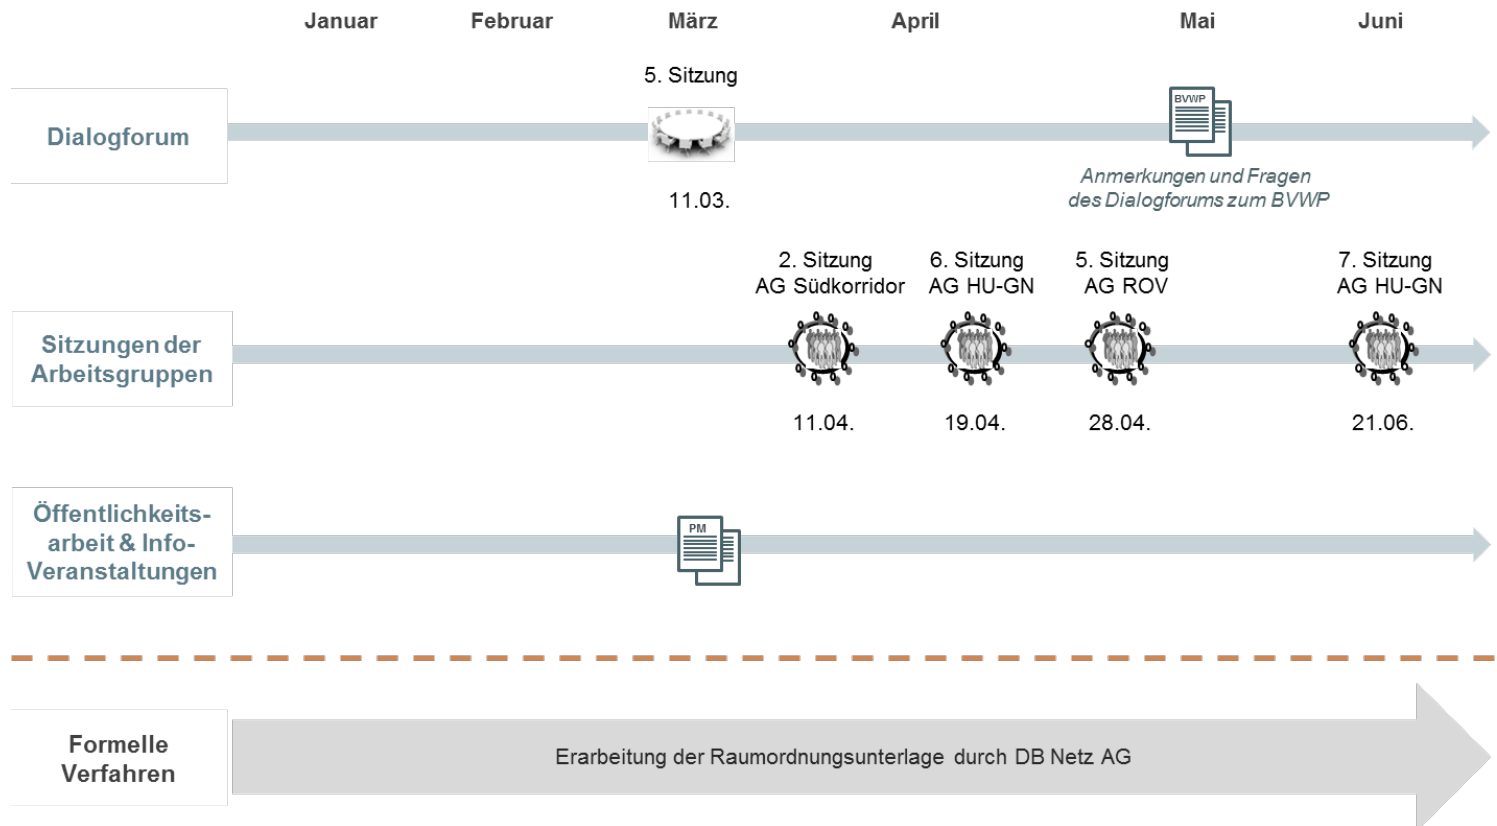 Januar Februar März April Mai Juni
5. Sitzung
BVWP
Dialogforum
Anmerkungen und Fragen
des Dialogforums zum BVWP
11.03.
2. Sitzung
AG Südkorridor
6. Sitzung
AG HU-GN
5. Sitzung
AG ROV
7. Sitzung
AG HU-GN
Sitzungen der
Arbeitsgruppen
11.04. 19.04. 28.04. 21.06.
Öffentlichkeits-
arbeit & Info-
Veranstaltungen
PM
Formelle
Verfahren
Erarbeitung der Raumordnungsunterlage durch DB Netz AG